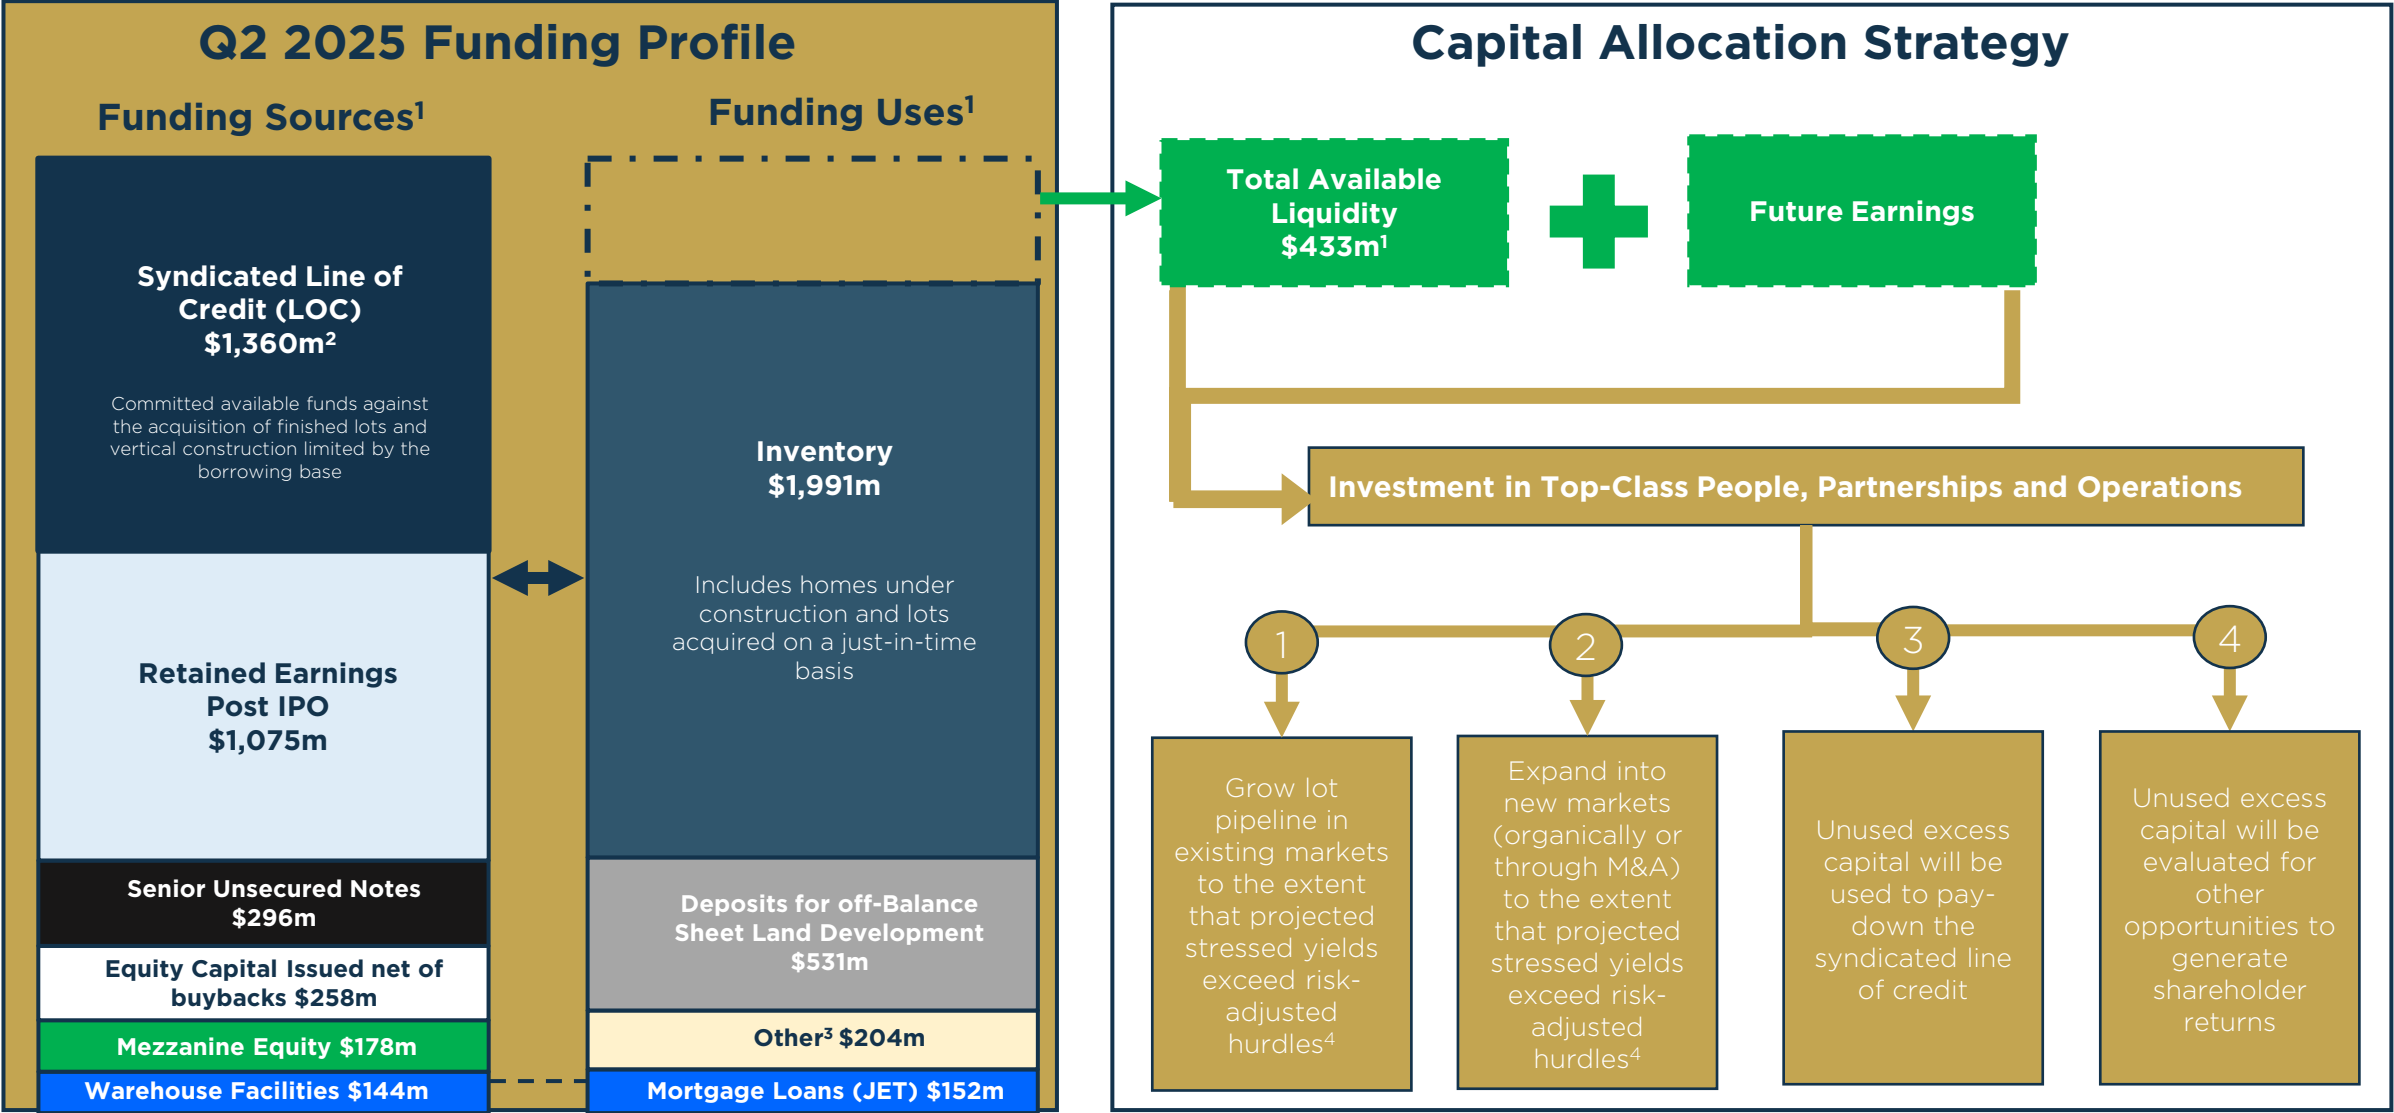 Q2 2025 Funding Profile
Funding Sources¹
Syndicated Line of
Credit (LOC)
$1,360m²
Committed available funds against
the acquisition of finished lots and
vertical construction limited by the
borrowing base
Retained Earnings
Post IPO
$1,075m
Senior Unsecured Notes
$296m
Equity Capital Issued net of
buybacks $258m
Mezzanine Equity $178m
Warehouse Facilities $144m
Funding Uses¹
Inventory
$1,991m
Includes homes under
construction and lots
acquired on a just-in-time
basis
Deposits for off-Balance
Sheet Land Development
$531m
Other³ $204m
Mortgage Loans (JET) $152m
Capital Allocation Strategy
Total Available
Liquidity
$433m¹
Future Earnings
Investment in Top-Class People, Partnerships and Operations
1
Grow lot
pipeline in
existing markets
to the extent
that projected
stressed yields
exceed risk-
adjusted
hurdles⁴
2
Expand into
new markets
(organically or
through M&A)
to the extent
that projected
stressed yields
exceed risk-
adjusted
hurdles⁴
3
Unused excess
capital will be
used to pay-
down the
syndicated line
of credit
4
Unused excess
capital will be
evaluated for
other
opportunities to
generate
shareholder
returns